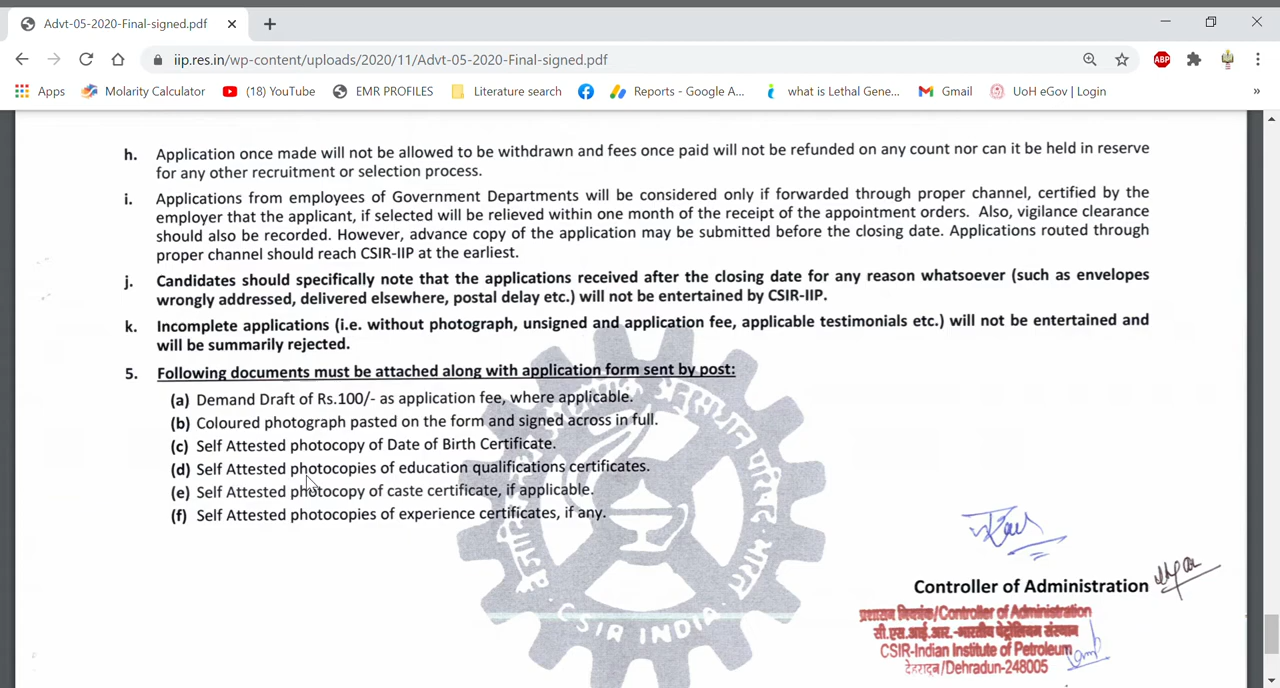 Advt-05-2020-Final-signed.pdf
iip.res.in/wp-content/uploads/2020/11/Advt-05-2020-Final-signed.pdf
ABP
Apps Molarity Calculator (18) YouTube EMR PROFILES Literature search Reports - Google A... what is Lethal Gene... Gmail UoH eGov | Login »
h. Application once made will not be allowed to be withdrawn and fees once paid will not be refunded on any count nor can it be held in reserve
for any other recruitment or selection process.
i. Applications from employees of Government Departments will be considered only if forwarded through proper channel, certified by the
employer that the applicant, if selected will be relieved within one month of the receipt of the appointment orders. Also, vigilance clearance
should also be recorded. However, advance copy of the application may be submitted before the closing date. Applications routed through
proper channel should reach CSIR-IIP at the earliest.
j. Candidates should specifically note that the applications received after the closing date for any reason whatsoever (such as envelopes
wrongly addressed, delivered elsewhere, postal delay etc.) will not be entertained by CSIR-IIP.
k. Incomplete applications (i.e. without photograph, unsigned and application fee, applicable testimonials etc.) will not be entertained and
will be summarily rejected.
5. Following documents must be attached along with application form sent by post:
(a) Demand Draft of Rs.100/- as application fee, where applicable.
(b) Coloured photograph pasted on the form and signed across in full.
(c) Self Attested photocopy of Date of Birth Certificate.
(d) Self Attested photocopies of education qualifications certificates.
(e) Self Attested photocopy of caste certificate, if applicable.
(f) Self Attested photocopies of experience certificates, if any.
CSIR INDIA
Controller of Administration
प्रशासन नियंत्रक/Controller of Administration
सी.एस.आई.आर.-भारतीय पेट्रोलियम संस्थान
CSIR-Indian Institute of Petroleum
देहरादून/Dehradun-248005